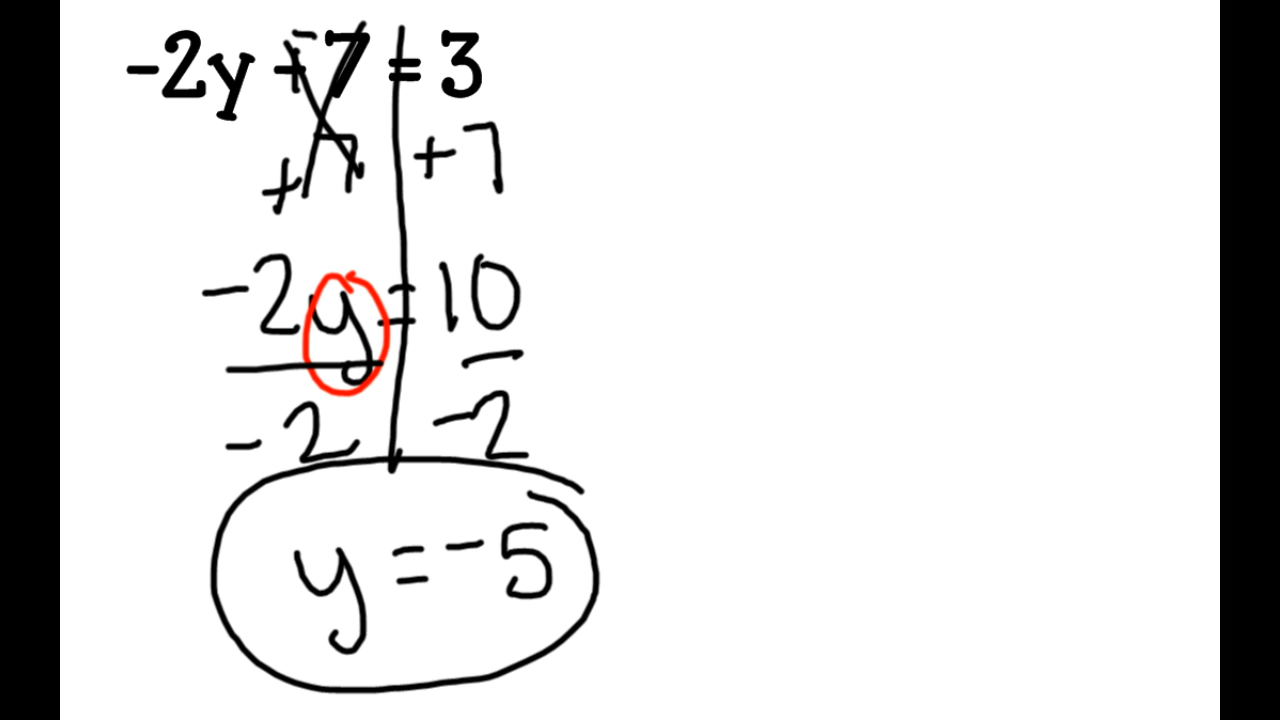 -2y + -7 = 3
+7 +7
-2y = 10
-2 -2
y = -5